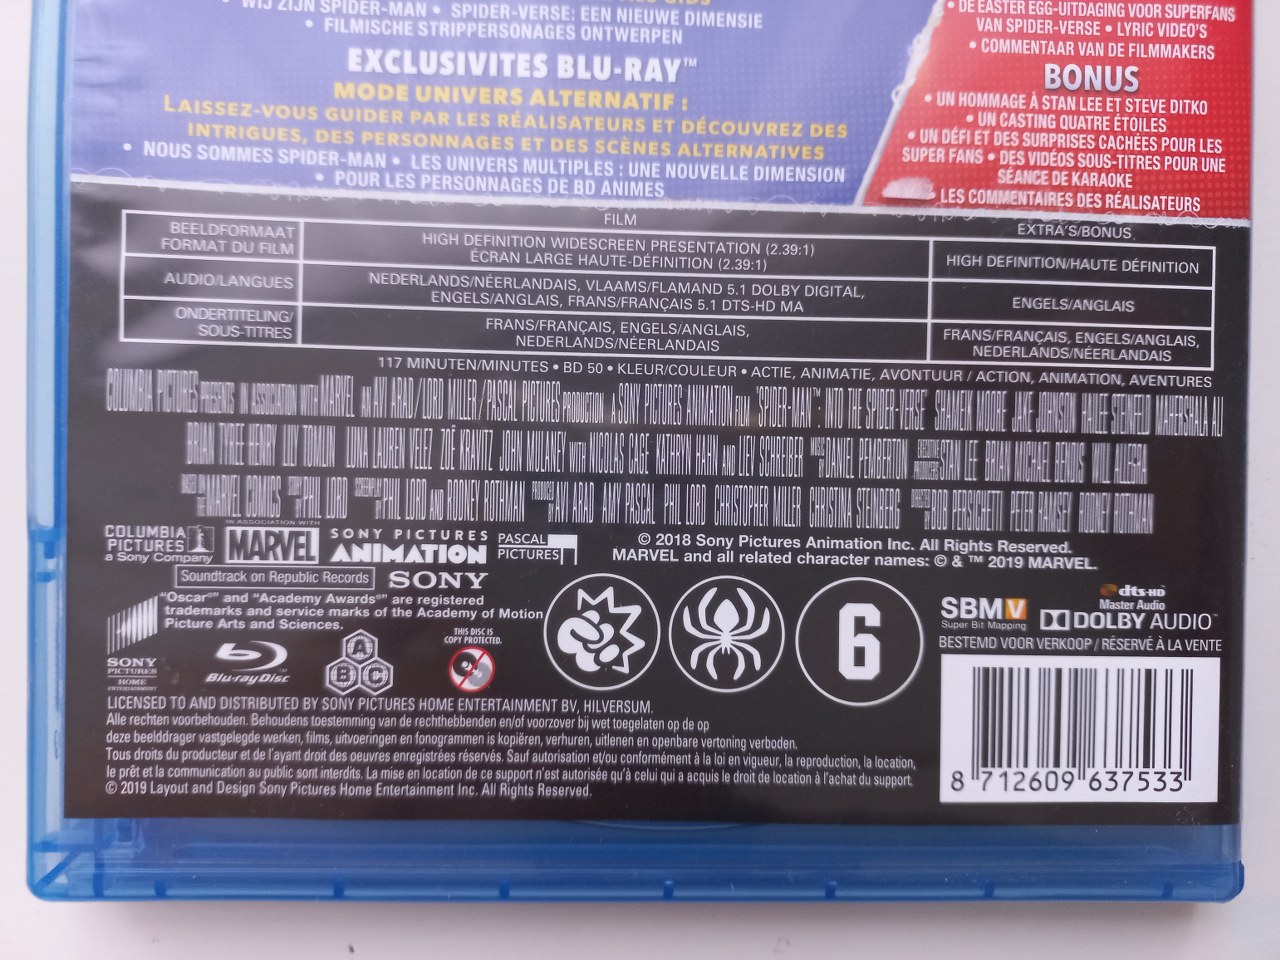 • WIJ ZIJN SPIDER-MAN • SPIDER-VERSE: EEN NIEUWE DIMENSIE
• FILMISCHE STRIPPERSONAGES ONTWERPEN
EXCLUSIVITES BLU-RAY™
MODE UNIVERS ALTERNATIF :
LAISSEZ-VOUS GUIDER PAR LES RÉALISATEURS ET DÉCOUVREZ DES
INTRIGUES, DES PERSONNAGES ET DES SCÈNES ALTERNATIVES
• NOUS SOMMES SPIDER-MAN • LES UNIVERS MULTIPLES : UNE NOUVELLE DIMENSION
• POUR LES PERSONNAGES DE BD ANIMES
• DE EASTER EGG-UITDAGING VOOR SUPERFANS
VAN SPIDER-VERSE • LYRIC VIDEO'S
• COMMENTAAR VAN DE FILMMAKERS
BONUS
• UN HOMMAGE À STAN LEE ET STEVE DITKO
• UN CASTING QUATRE ÉTOILES
• UN DÉFI ET DES SURPRISES CACHÉES POUR LES
SUPER FANS • DES VIDÉOS SOUS-TITRES POUR UNE
SÉANCE DE KARAOKE
LES COMMENTAIRES DES RÉALISATEURS
FILM
EXTRA'S/BONUS
BEELDFORMAAT
FORMAT DU FILM
HIGH DEFINITION WIDESCREEN PRESENTATION (2.39:1)
ÉCRAN LARGE HAUTE-DÉFINITION (2.39:1)
HIGH DEFINITION/HAUTE DÉFINITION
AUDIO/LANGUES
NEDERLANDS/NÉERLANDAIS, VLAAMS/FLAMAND 5.1 DOLBY DIGITAL,
ENGELS/ANGLAIS, FRANS/FRANÇAIS 5.1 DTS-HD MA
ENGELS/ANGLAIS
ONDERTITELING/
SOUS-TITRES
FRANS/FRANÇAIS, ENGELS/ANGLAIS,
NEDERLANDS/NÉERLANDAIS
FRANS/FRANÇAIS, ENGELS/ANGLAIS,
NEDERLANDS/NÉERLANDAIS
117 MINUTEN/MINUTES • BD 50 • KLEUR/COULEUR • ACTIE, ANIMATIE, AVONTUUR / ACTION, ANIMATION, AVENTURES
COLUMBIA PICTURES PRESENTS IN ASSOCIATION WITH MARVEL AN AVI ARAD/LORD MILLER/PASCAL PICTURES PRODUCTION A SONY PICTURES ANIMATION FILM "SPIDER-MAN™: INTO THE SPIDER-VERSE" SHAMEIK MOORE JAKE JOHNSON HAILEE STEINFELD MAHERSHALA ALI
BRIAN TYREE HENRY LILY TOMLIN LUNA LAUREN VELEZ ZOË KRAVITZ JOHN MULANEY WITH NICOLAS CAGE KATHRYN HAHN AND LIEV SCHREIBER MUSIC BY DANIEL PEMBERTON EXECUTIVE PRODUCERS STAN LEE BRIAN MICHAEL BENDIS WILL ALLEGRA
BASED ON THE MARVEL COMICS STORY BY PHIL LORD SCREENPLAY BY PHIL LORD AND RODNEY ROTHMAN PRODUCED BY AVI ARAD AMY PASCAL PHIL LORD CHRISTOPHER MILLER CHRISTINA STEINBERG DIRECTED BY BOB PERSICHETTI PETER RAMSEY RODNEY ROTHMAN
COLUMBIA
PICTURES
a Sony Company
IN ASSOCIATION WITH
MARVEL
SONY PICTURES
ANIMATION
PASCAL
PICTURES
© 2018 Sony Pictures Animation Inc. All Rights Reserved.
MARVEL and all related character names: © & ™ 2019 MARVEL.
Soundtrack on Republic Records
SONY
"Oscar®" and "Academy Awards®" are registered
trademarks and service marks of the Academy of Motion
Picture Arts and Sciences.
SONY
PICTURES
HOME
ENTERTAINMENT
Blu-ray Disc
A
B C
THIS DISC IS
COPY PROTECTED.
6
SBMV
Super Bit Mapping
dts-HD
Master Audio
DOLBY AUDIO™
BESTEMD VOOR VERKOOP / RÉSERVÉ À LA VENTE
8 712609 637533
LICENSED TO AND DISTRIBUTED BY SONY PICTURES HOME ENTERTAINMENT BV, HILVERSUM.
Alle rechten voorbehouden. Behoudens toestemming van de rechthebbenden en/of voorzover bij wet toegelaten op de op
deze beelddrager vastgelegde werken, films, uitvoeringen en fonogrammen is kopiëren, verhuren, uitlenen en openbare vertoning verboden.
Tous droits du producteur et de l'ayant droit des oeuvres enregistrées réservés. Sauf autorisation et/ou conformément à la loi en vigueur, la reproduction, la location,
le prêt et la communication au public sont interdits. La mise en location de ce support n'est autorisée qu'à celui qui a acquis le droit de location à l'achat du support.
© 2019 Layout and Design Sony Pictures Home Entertainment Inc. All Rights Reserved.